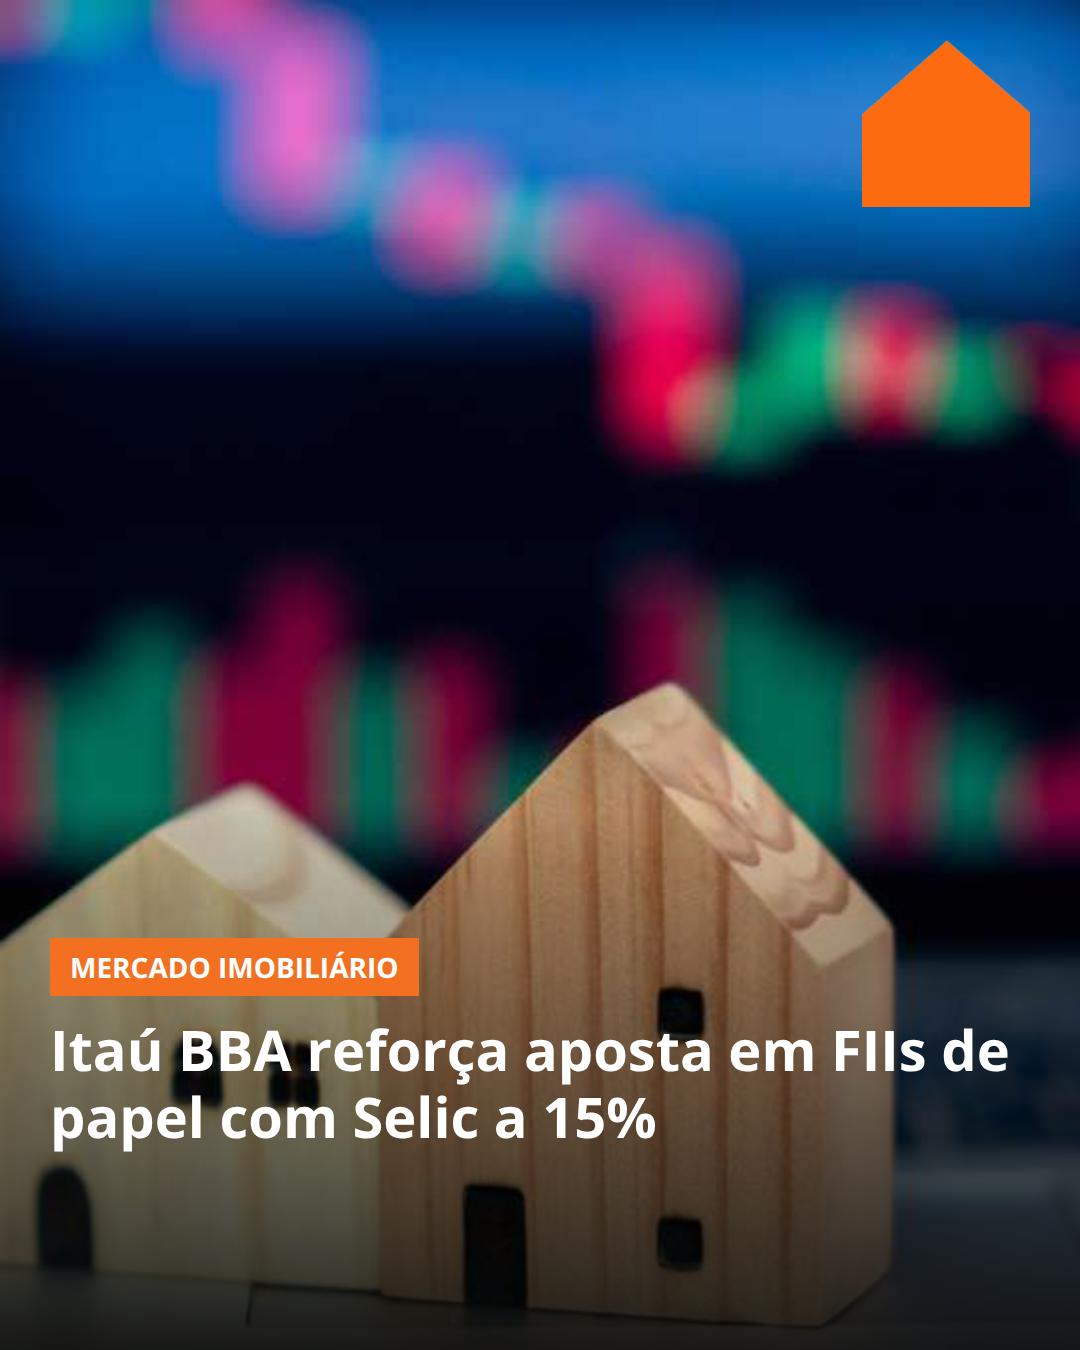 MERCADO IMOBILIÁRIO
Itaú BBA reforça aposta em FIIs de
papel com Selic a 15%